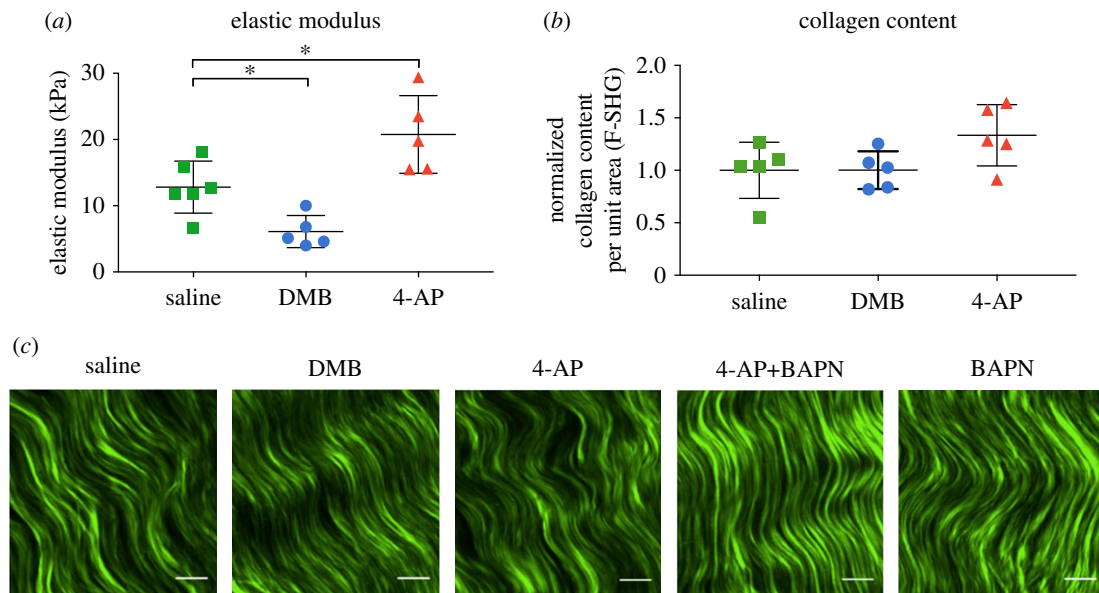 (a) elastic modulus
* 
*
30
20
10
0
elastic modulus (kPa)
saline DMB 4-AP
(b) collagen content
2.0
1.5
1.0
0.5
0
normalized
collagen content
per unit area (F-SHG)
saline DMB 4-AP
(c)
saline DMB 4-AP 4-AP+BAPN BAPN